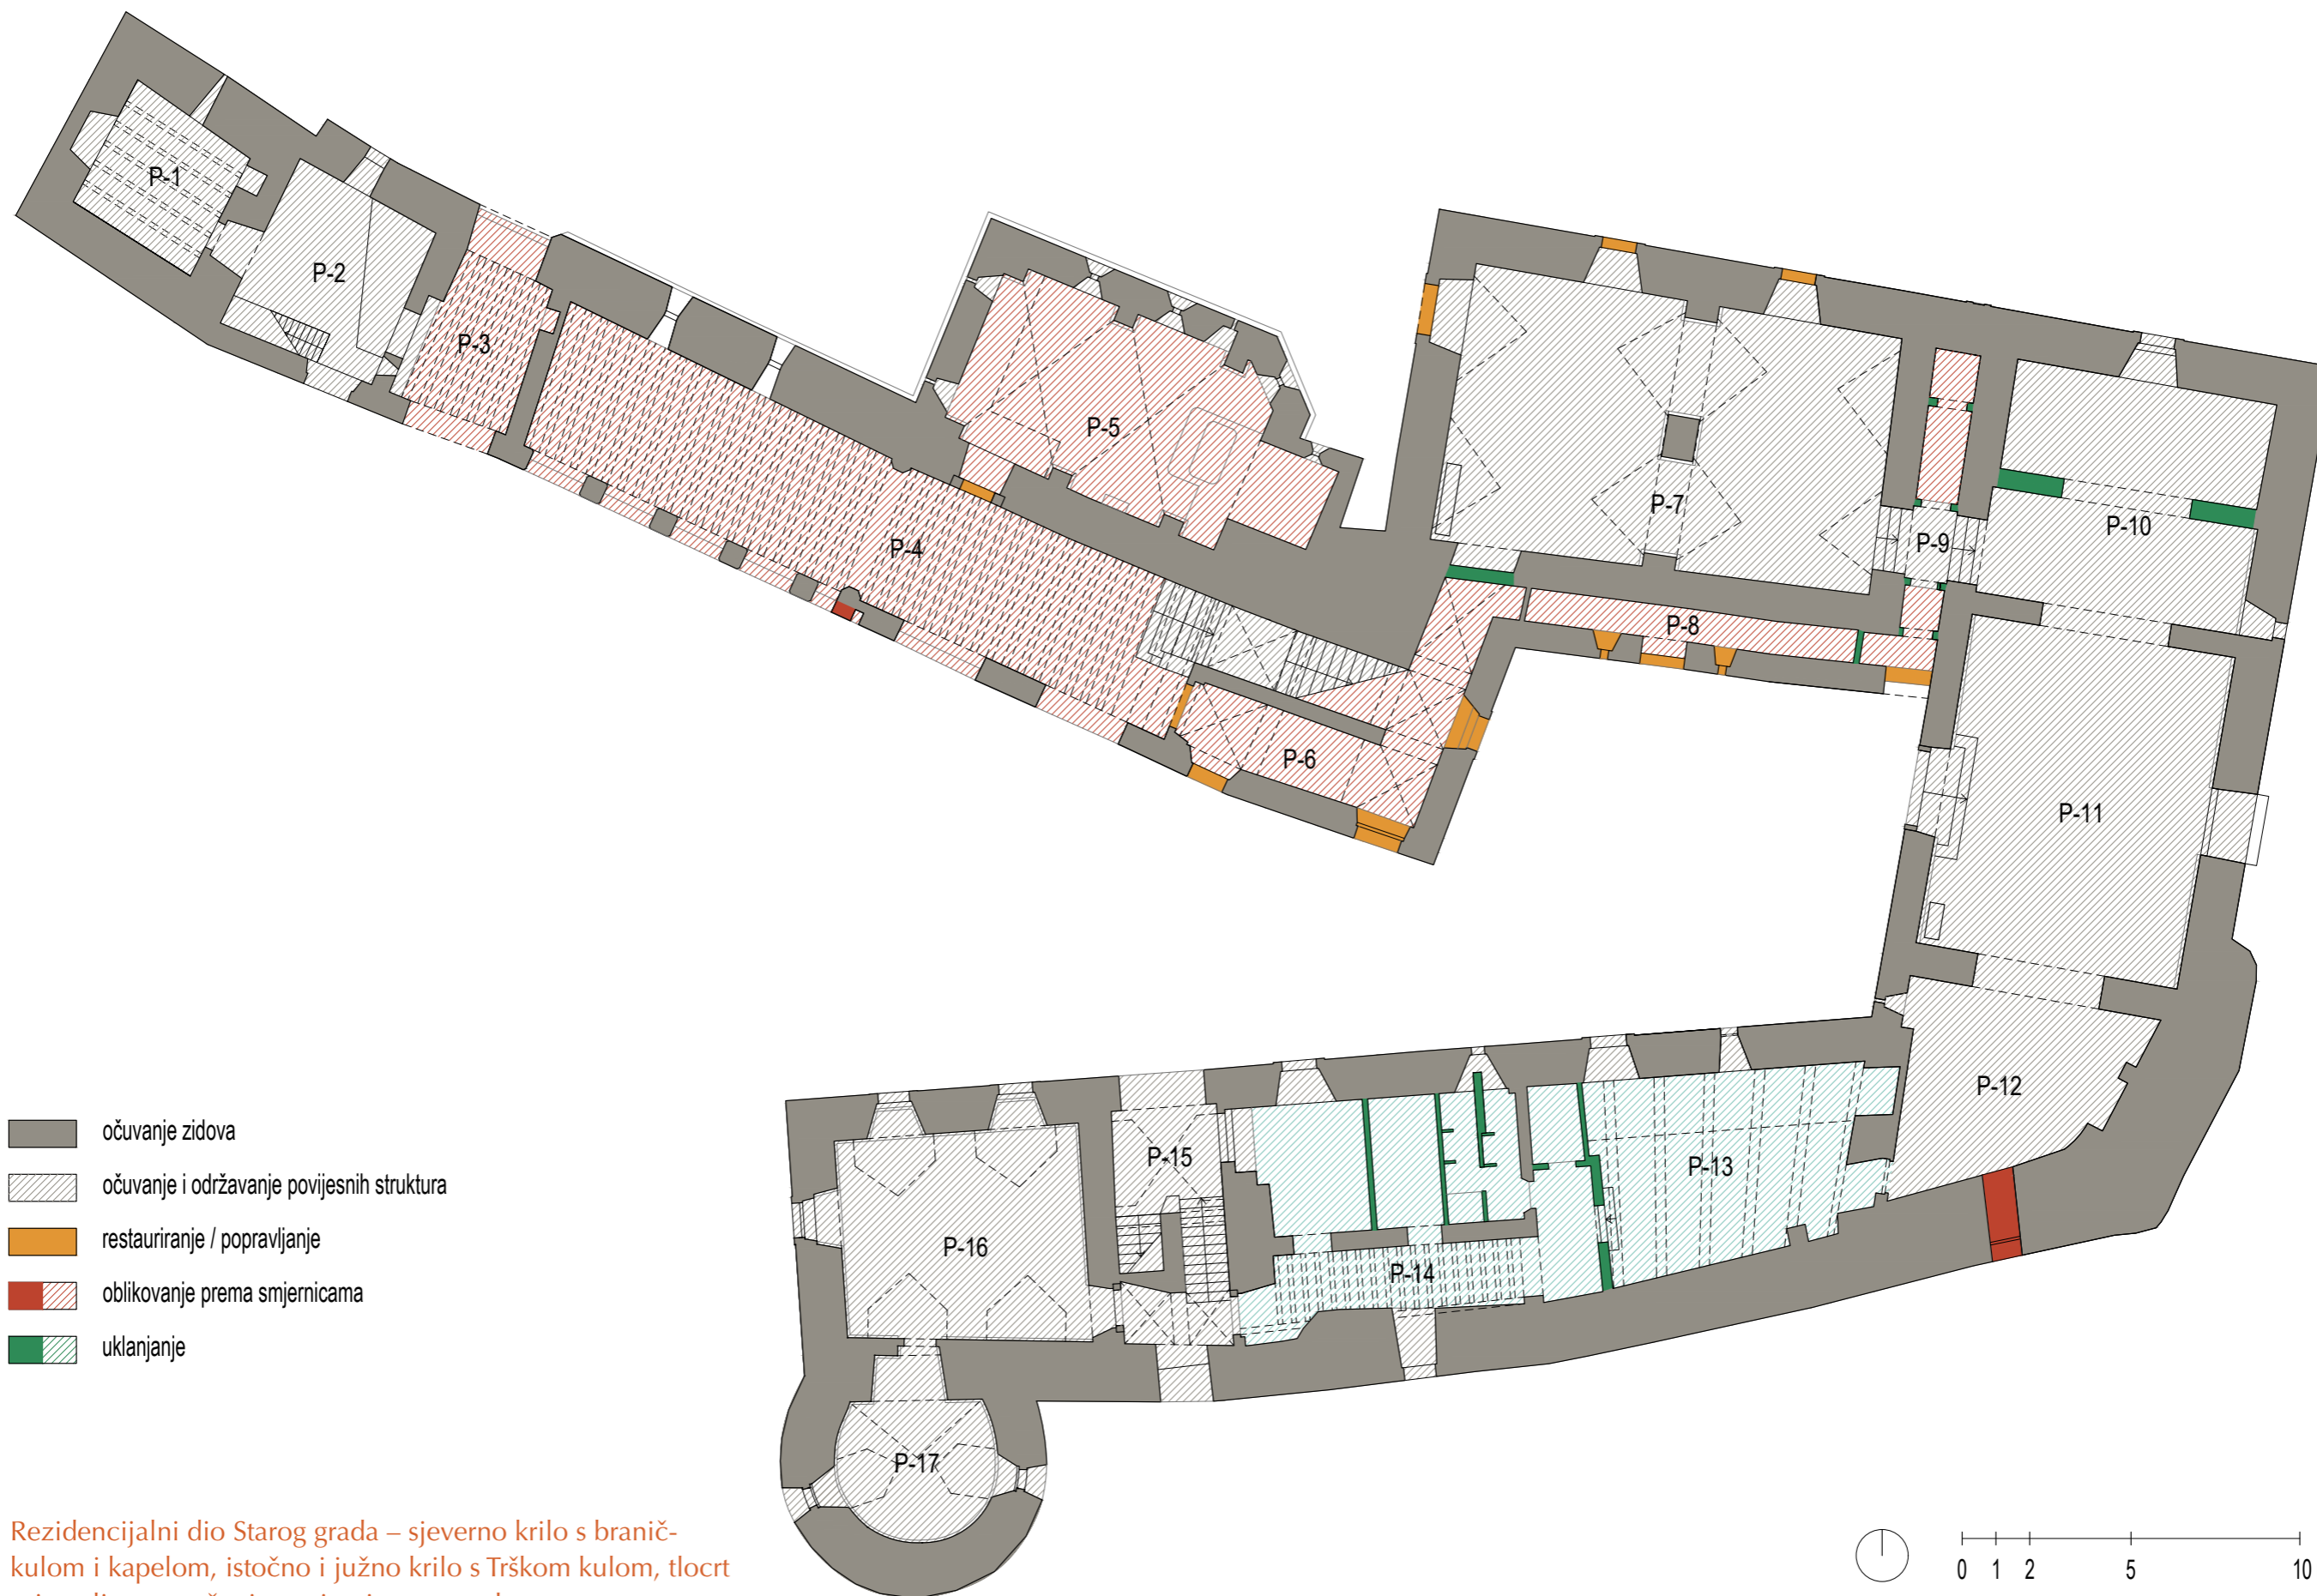 P-1
P-2
P-3
P-4
P-5
P-6
P-7
P-8
P-9
P-10
P-11
P-12
P-13
P-14
P-15
P-16
P-17
očuvanje zidova
očuvanje i održavanje povijesnih struktura
restauriranje / popravljanje
oblikovanje prema smjernicama
uklanjanje
Rezidencijalni dio Starog grada – sjeverno krilo s branič-
kulom i kapelom, istočno i južno krilo s Trškom kulom, tlocrt
0 1 2 5 10